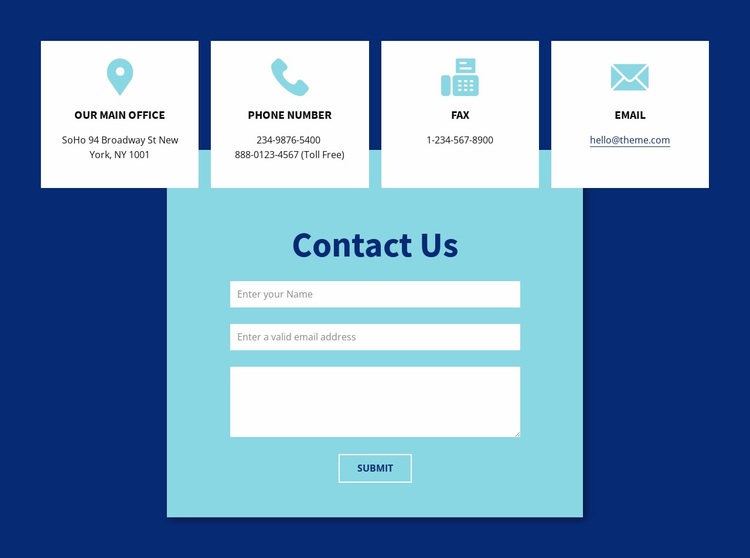 OUR MAIN OFFICE
SoHo 94 Broadway St New
York, NY 1001
PHONE NUMBER
234-9876-5400
888-0123-4567 (Toll Free)
FAX
1-234-567-8900
EMAIL
hello@theme.com
Contact Us
Enter your Name
Enter a valid email address
SUBMIT